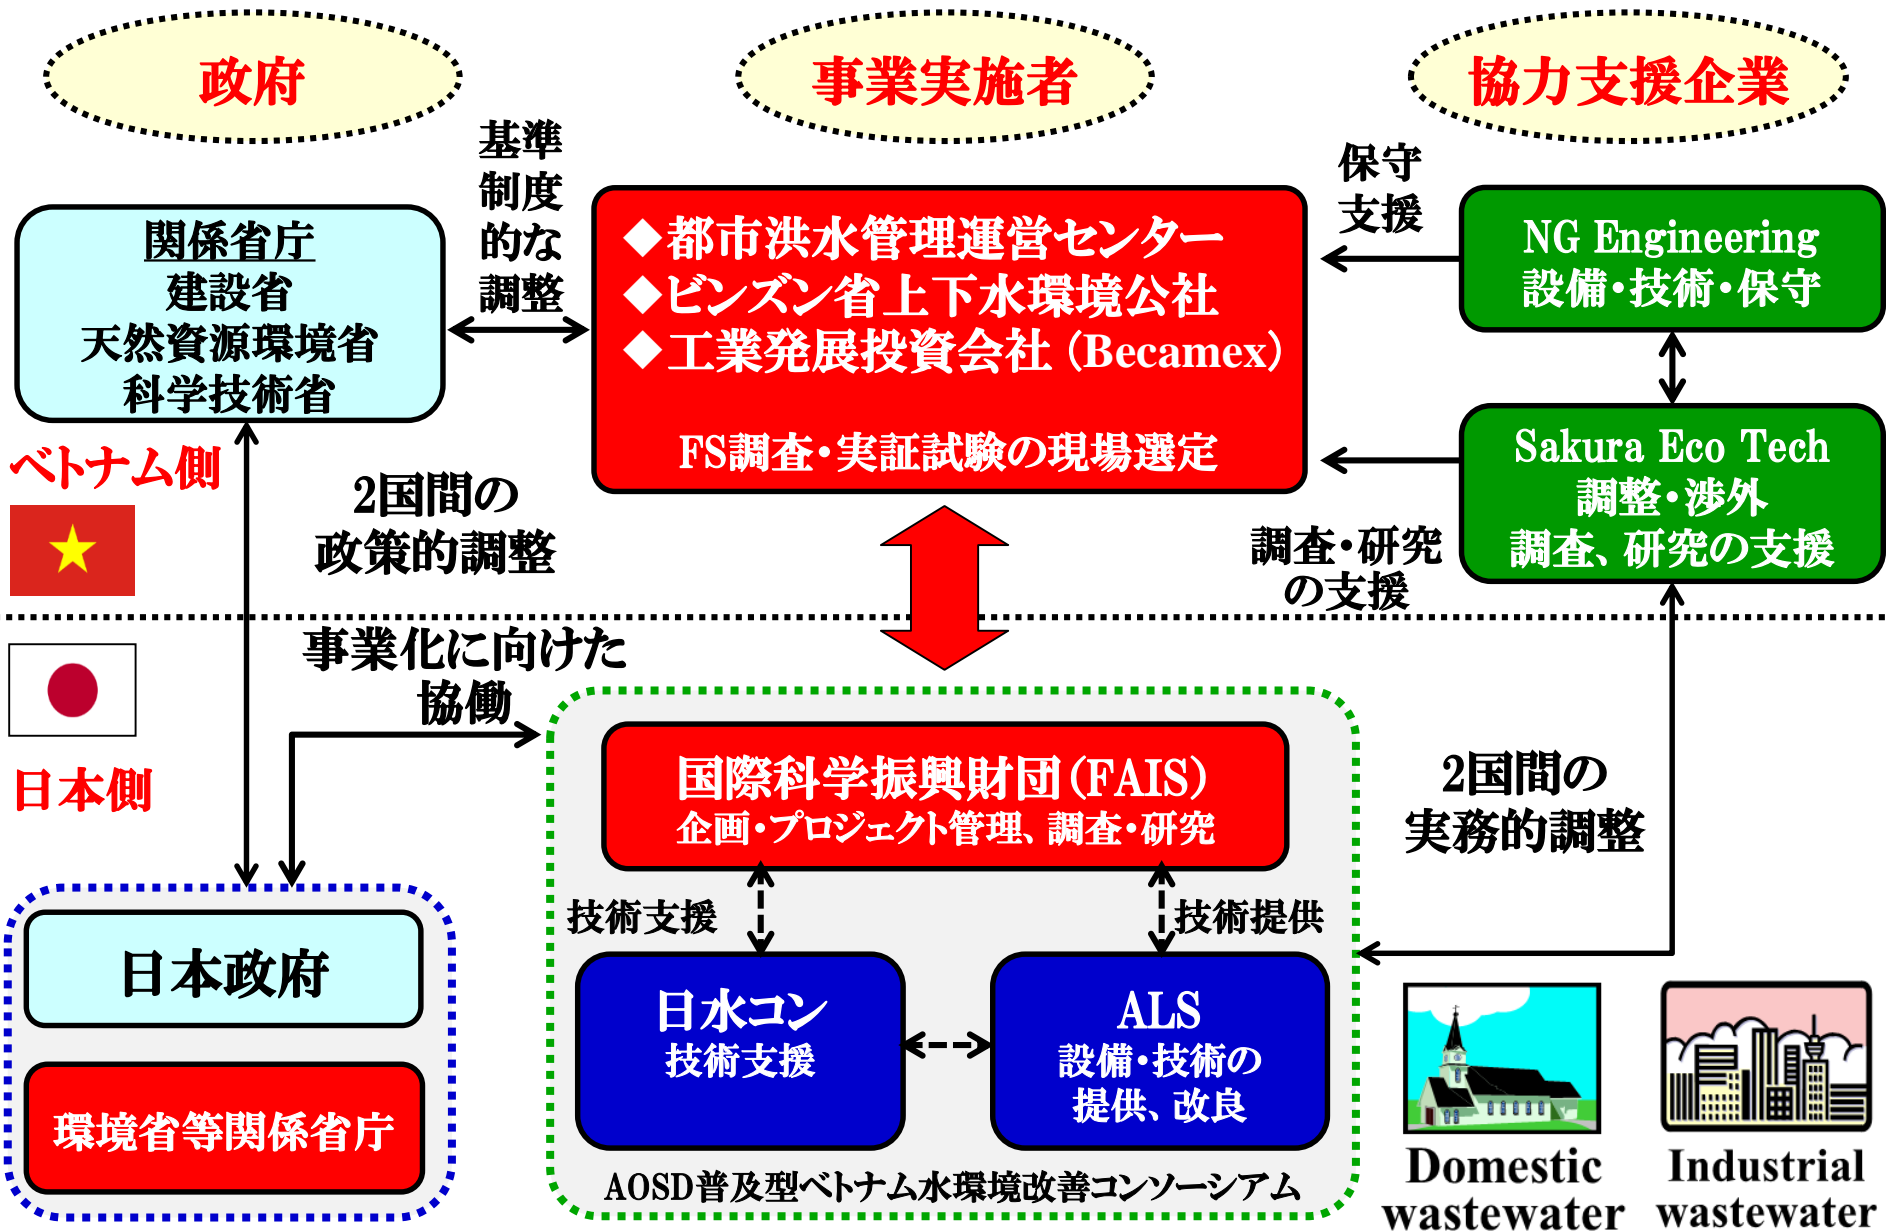 政府
事業実施者
協力支援企業
基準
制度
的な
調整
保守
支援
関係省庁
建設省
天然資源環境省
科学技術省
◆都市洪水管理運営センター
◆ビンズン省上下水環境公社
◆工業発展投資会社（Becamex）
FS調査・実証試験の現場選定
NG Engineering
設備・技術・保守
Sakura Eco Tech
調整・渉外
調査、研究の支援
ベトナム側
2国間の
政策的調整
調査・研究
の支援
事業化に向けた
協働
日本側
国際科学振興財団（FAIS）
企画・プロジェクト管理、調査・研究
2国間の
実務的調整
技術支援
技術提供
日本政府
環境省等関係省庁
日水コン
技術支援
ALS
設備・技術の
提供、改良
AOSD普及型ベトナム水環境改善コンソーシアム
Domestic
wastewater
Industrial
wastewater